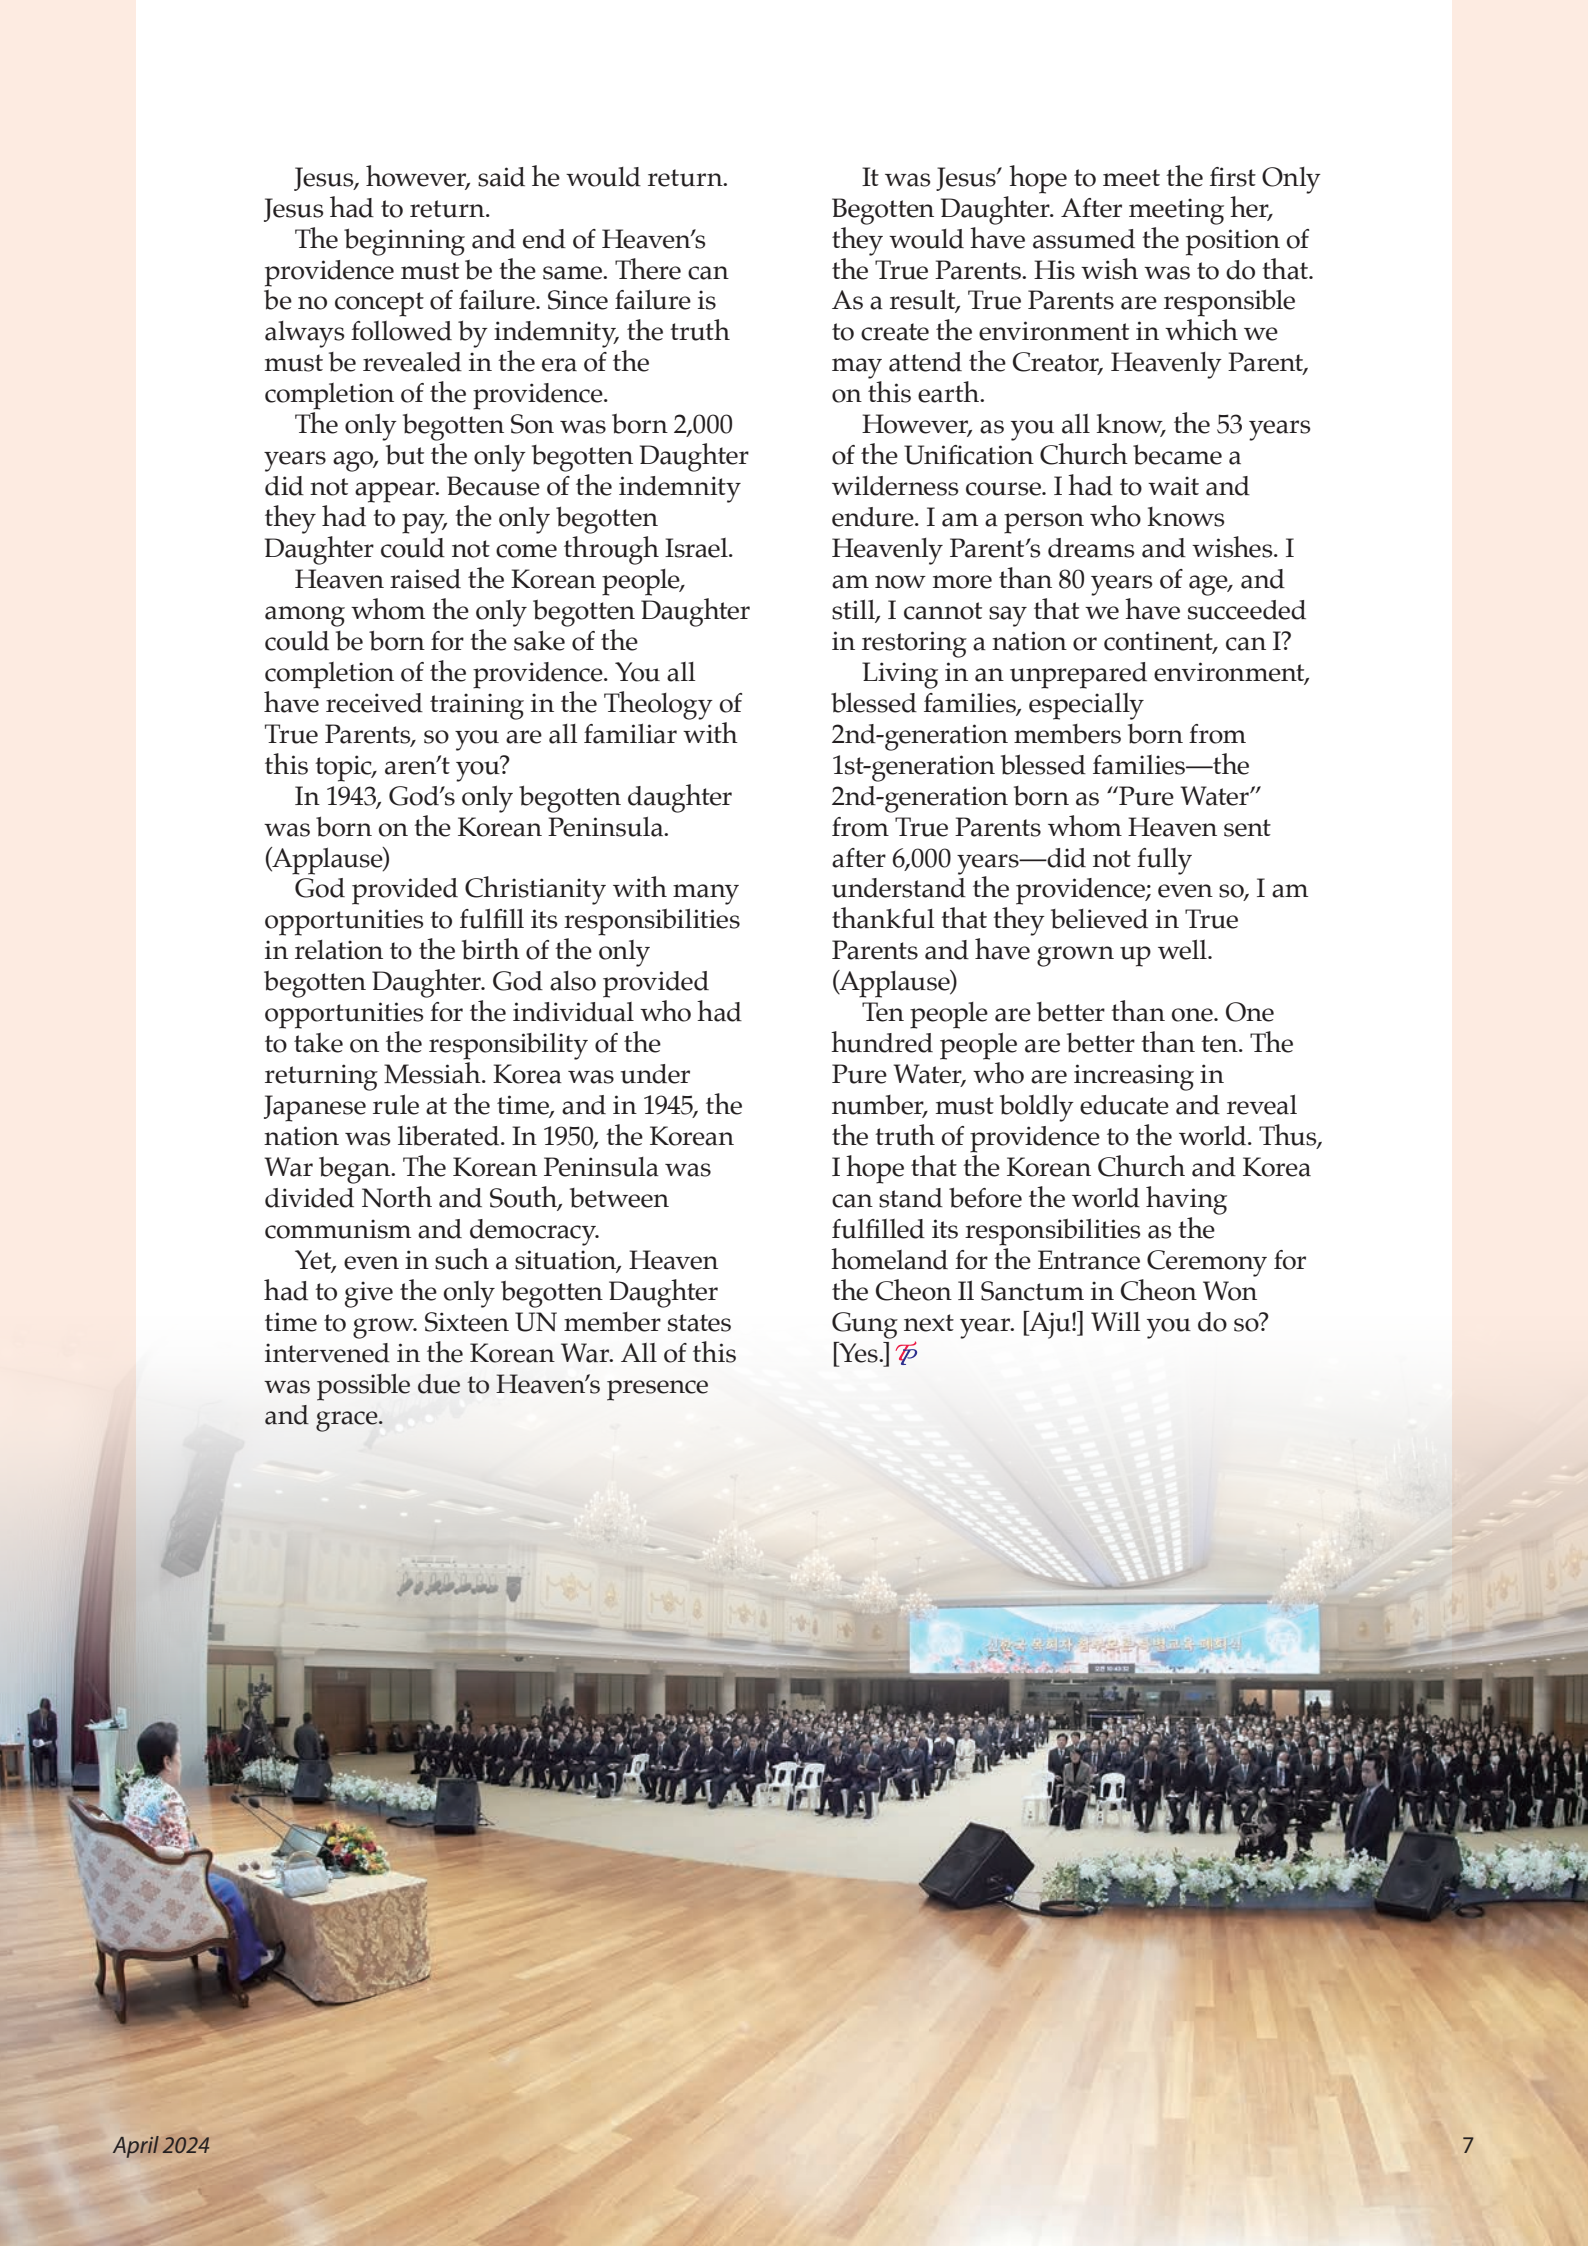 Jesus, however, said he would return.
Jesus had to return.
The beginning and end of Heaven’s
providence must be the same. There can
be no concept of failure. Since failure is
always followed by indemnity, the truth
must be revealed in the era of the
completion of the providence.
The only begotten Son was born 2,000
years ago, but the only begotten Daughter
did not appear. Because of the indemnity
they had to pay, the only begotten
Daughter could not come through Israel.
Heaven raised the Korean people,
among whom the only begotten Daughter
could be born for the sake of the
completion of the providence. You all
have received training in the Theology of
True Parents, so you are all familiar with
this topic, aren’t you?
In 1943, God’s only begotten daughter
was born on the Korean Peninsula.
(Applause)
God provided Christianity with many
opportunities to fulfill its responsibilities
in relation to the birth of the only
begotten Daughter. God also provided
opportunities for the individual who had
to take on the responsibility of the
returning Messiah. Korea was under
Japanese rule at the time, and in 1945, the
nation was liberated. In 1950, the Korean
War began. The Korean Peninsula was
divided North and South, between
communism and democracy.
Yet, even in such a situation, Heaven
had to give the only begotten Daughter
time to grow. Sixteen UN member states
intervened in the Korean War. All of this
was possible due to Heaven’s presence
and grace.
It was Jesus’ hope to meet the first Only
Begotten Daughter. After meeting her,
they would have assumed the position of
the True Parents. His wish was to do that.
As a result, True Parents are responsible
to create the environment in which we
may attend the Creator, Heavenly Parent,
on this earth.
However, as you all know, the 53 years
of the Unification Church became a
wilderness course. I had to wait and
endure. I am a person who knows
Heavenly Parent’s dreams and wishes. I
am now more than 80 years of age, and
still, I cannot say that we have succeeded
in restoring a nation or continent, can I?
Living in an unprepared environment,
blessed families, especially
2nd-generation members born from
1st-generation blessed families—the
2nd-generation born as “Pure Water”
from True Parents whom Heaven sent
after 6,000 years—did not fully
understand the providence; even so, I am
thankful that they believed in True
Parents and have grown up well.
(Applause)
Ten people are better than one. One
hundred people are better than ten. The
Pure Water, who are increasing in
number, must boldly educate and reveal
the truth of providence to the world. Thus,
I hope that the Korean Church and Korea
can stand before the world having
fulfilled its responsibilities as the
homeland for the Entrance Ceremony for
the Cheon Il Sanctum in Cheon Won
Gung next year. [Aju!] Will you do so?
[Yes.] TP
신한국 목회자
April 2024
7